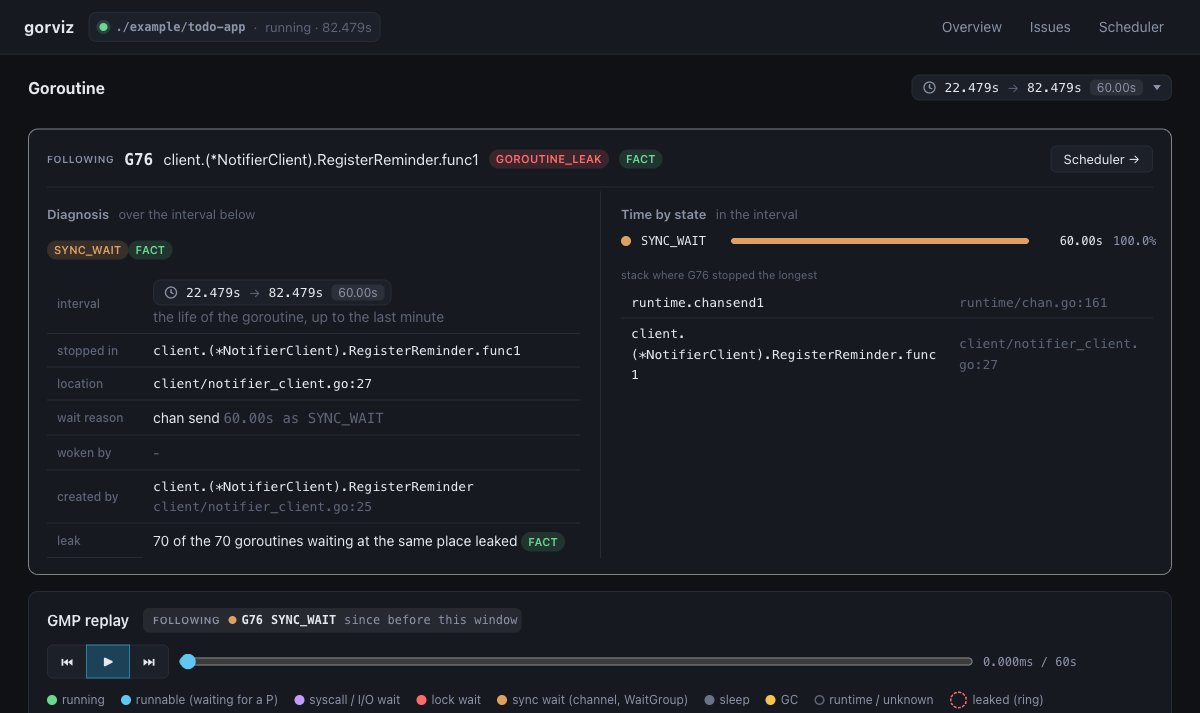 gorviz ./example/todo-app · running · 82.479s Overview Issues Scheduler
Goroutine 22.479s → 82.479s 60.00s
FOLLOWING G76 client.(*NotifierClient).RegisterReminder.func1 GOROUTINE_LEAK FACT Scheduler →
Diagnosis over the interval below
SYNC_WAIT FACT
interval 22.479s → 82.479s 60.00s
the life of the goroutine, up to the last minute
stopped in client.(*NotifierClient).RegisterReminder.func1
location client/notifier_client.go:27
wait reason chan send 60.00s as SYNC_WAIT
woken by -
created by client.(*NotifierClient).RegisterReminder
client/notifier_client.go:25
leak 70 of the 70 goroutines waiting at the same place leaked FACT
Time by state in the interval
SYNC_WAIT 60.00s 100.0%
stack where G76 stopped the longest
runtime.chansend1 runtime/chan.go:161
client.
(*NotifierClient).RegisterReminder.func
1
client/notifier_client.
go:27
GMP replay FOLLOWING G76 SYNC_WAIT since before this window
0.000ms / 60s
running runnable (waiting for a P) syscall / I/O wait lock wait sync wait (channel, WaitGroup) sleep GC runtime / unknown leaked (ring)